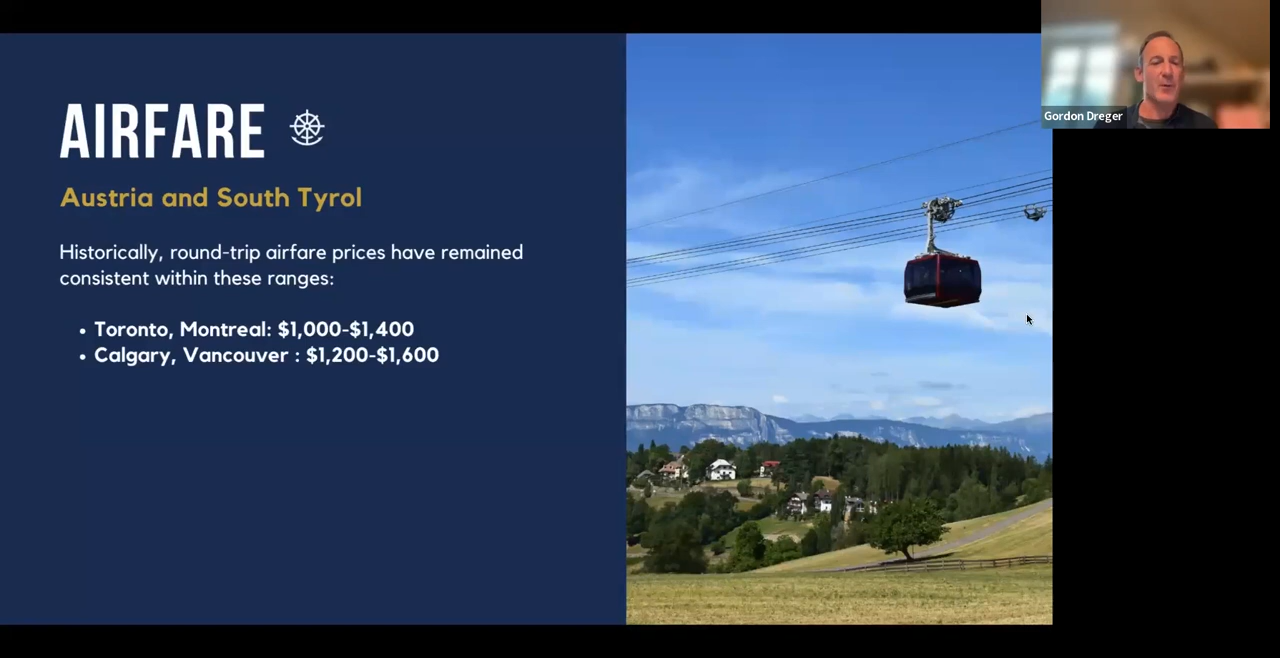 AIRFARE
Austria and South Tyrol
Historically, round-trip airfare prices have remained
consistent within these ranges:
• Toronto, Montreal: $1,000-$1,400
• Calgary, Vancouver : $1,200-$1,600
Gordon Dreger